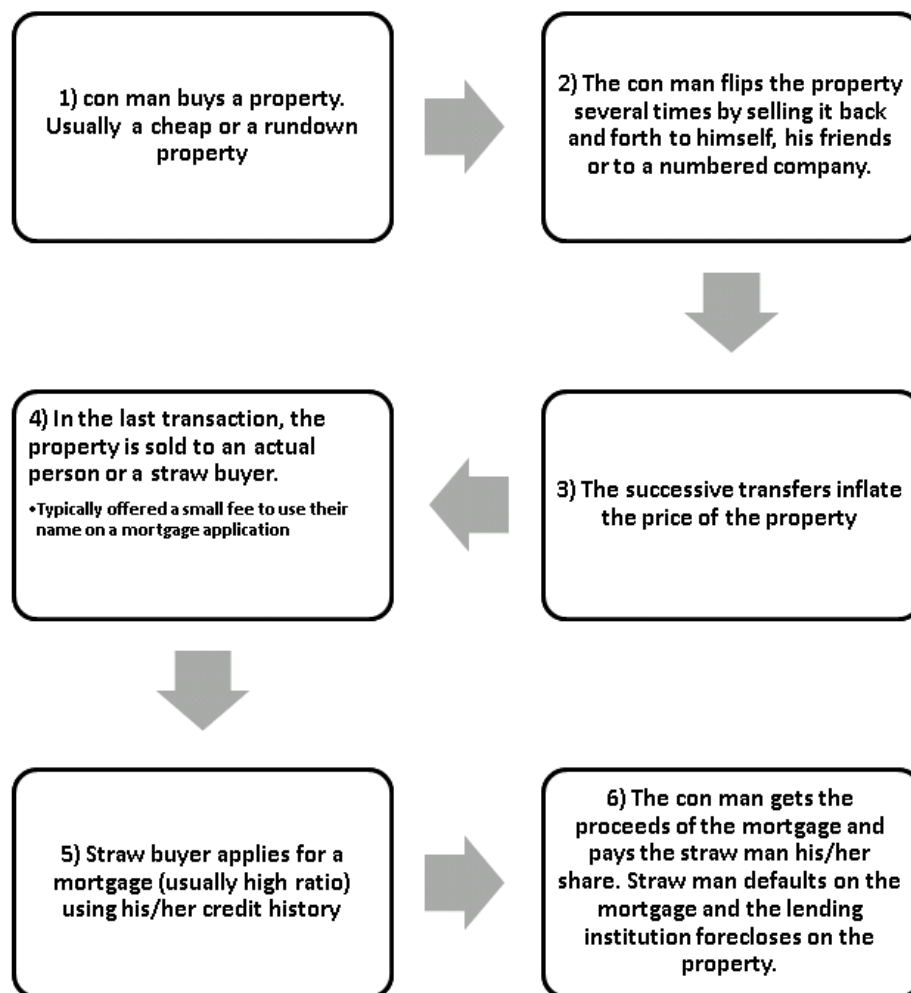 1) con man buys a property.
Usually a cheap or a rundown
property
2) The con man flips the property
several times by selling it back
and forth to himself, his friends
or to a numbered company.
3) The successive transfers inflate
the price of the property
4) In the last transaction, the
property is sold to an actual
person or a straw buyer.
•Typically offered a small fee to use their
name on a mortgage application
5) Straw buyer applies for a
mortgage (usually high ratio)
using his/her credit history
6) The con man gets the
proceeds of the mortgage and
pays the straw man his/her
share. Straw man defaults on the
mortgage and the lending
institution forecloses on the
property.